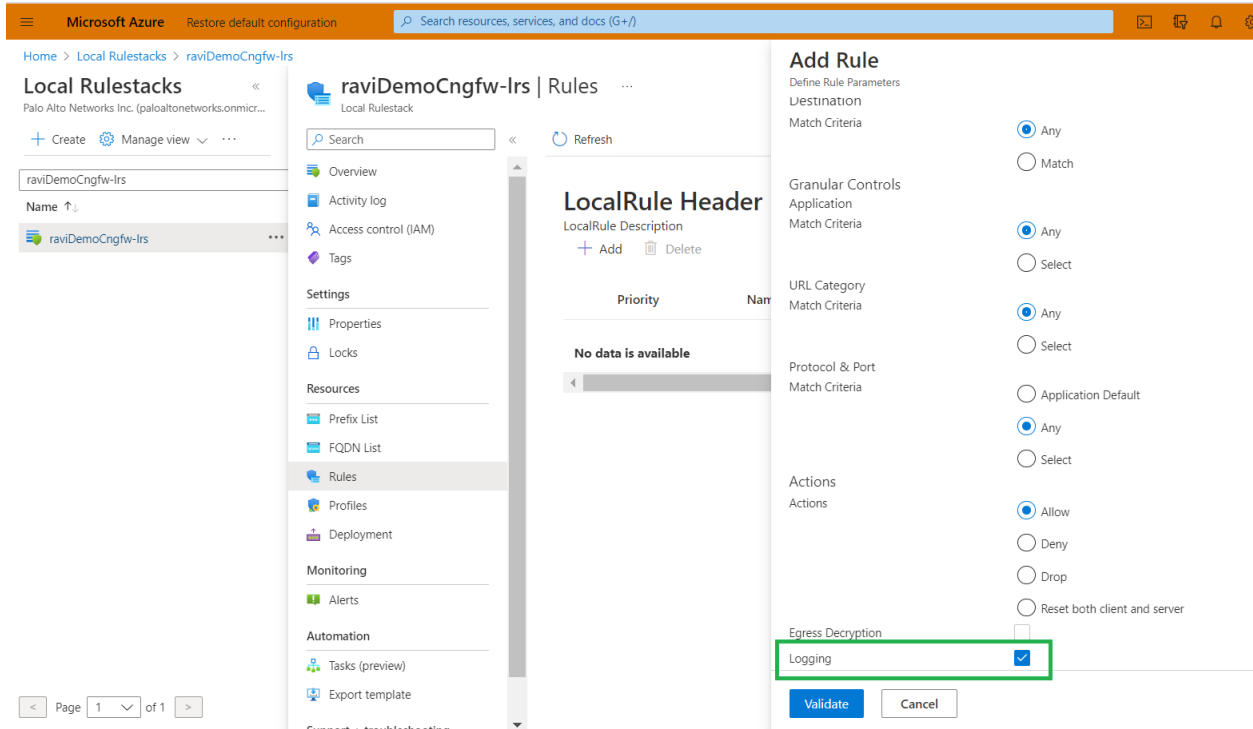 Microsoft Azure
Restore default configuration
Search resources, services, and docs (G+/)
Home > Local Rulestacks > raviDemoCngfw-lrs
Local Rulestacks
«
Palo Alto Networks Inc. (paloaltonetworks.onmicr...
+ Create
Manage view
...
raviDemoCngfw-lrs
Name ↑↓
raviDemoCngfw-lrs
...
< Page 1 of 1 >
raviDemoCngfw-lrs | Rules
...
Local Rulestack
Search
«
Overview
Activity log
Access control (IAM)
Tags
Settings
Properties
Locks
Resources
Prefix List
FQDN List
Rules
Profiles
Deployment
Monitoring
Alerts
Automation
Tasks (preview)
Export template
Support + troubleshooting
Refresh
LocalRule Header
LocalRule Description
+ Add
Delete
Priority
Nam
No data is available
Add Rule
Define Rule Parameters
Destination
Match Criteria
Any
Match
Granular Controls
Application
Match Criteria
Any
Select
URL Category
Match Criteria
Any
Select
Protocol & Port
Match Criteria
Application Default
Any
Select
Actions
Actions
Allow
Deny
Drop
Reset both client and server
Egress Decryption
Logging
Validate
Cancel